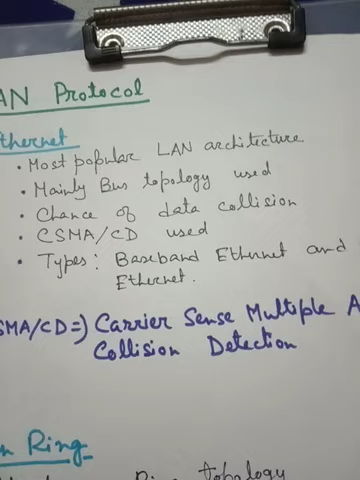 AN Protocol
thernet
• Most popular LAN architecture
• Mainly Bus topology used
• Chance of data collision
• CSMA/CD used
• Types: Baseband Ethernet and
Ethernet.
SMA/CD=) Carrier Sense Multiple A
Collision Detection
n Ring
Ring topology